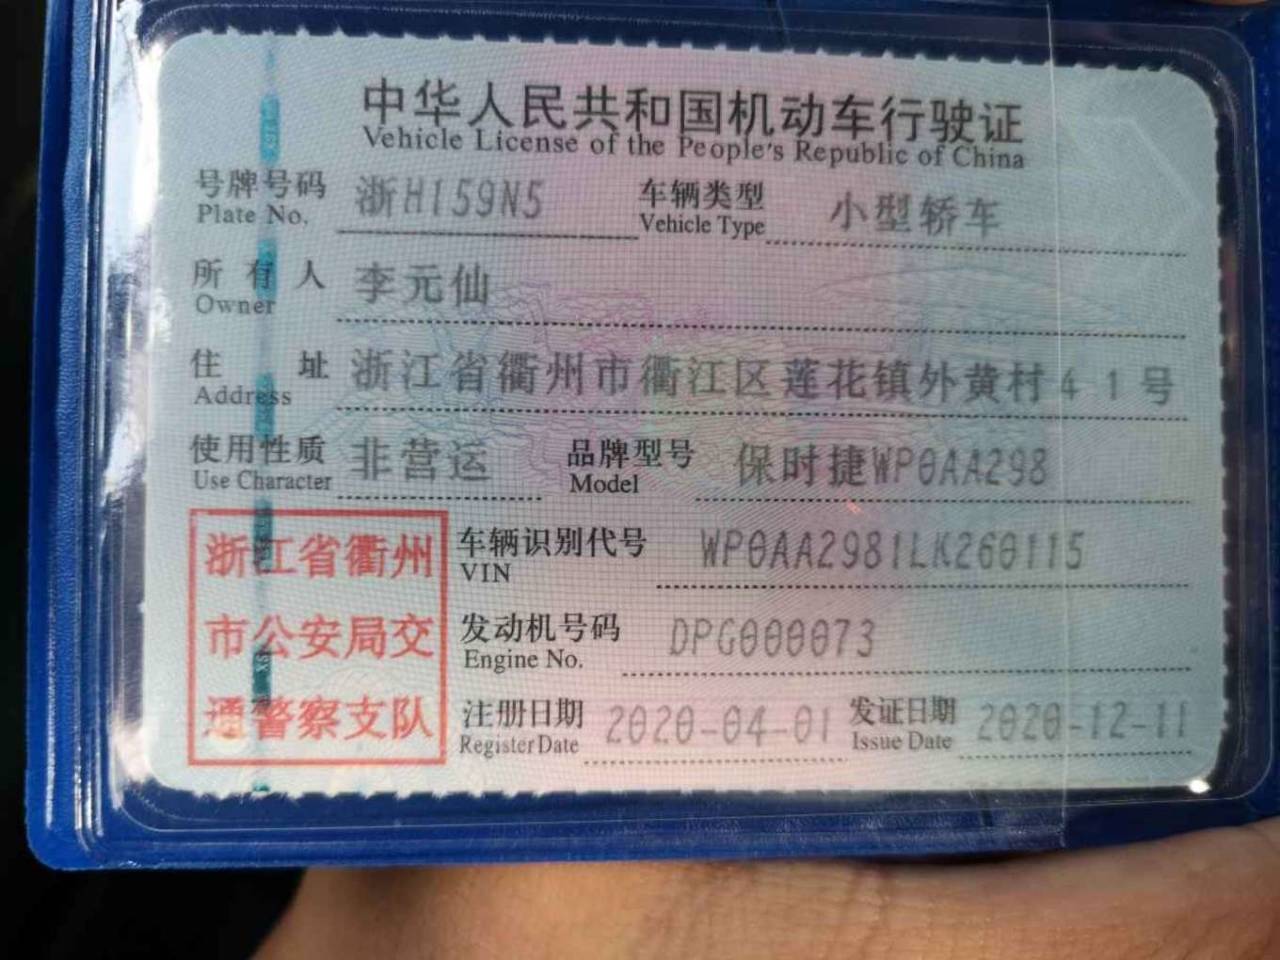 中华人民共和国机动车行驶证
Vehicle License of the People's Republic of China
号牌号码 浙H159N5 车辆类型 小型轿车
Plate No. Vehicle Type
所有人 李元仙
Owner
住址 浙江省衢州市衢江区莲花镇外黄村41号
Address
使用性质 非营运 品牌型号 保时捷WP0AA298
Use Character Model
浙江省衢州
市公安局交
通警察支队
车辆识别代号 WP0AA2981LK260115
VIN
发动机号码 DPG000073
Engine No.
注册日期 2020-04-01 发证日期 2020-12-11
Register Date Issue Date